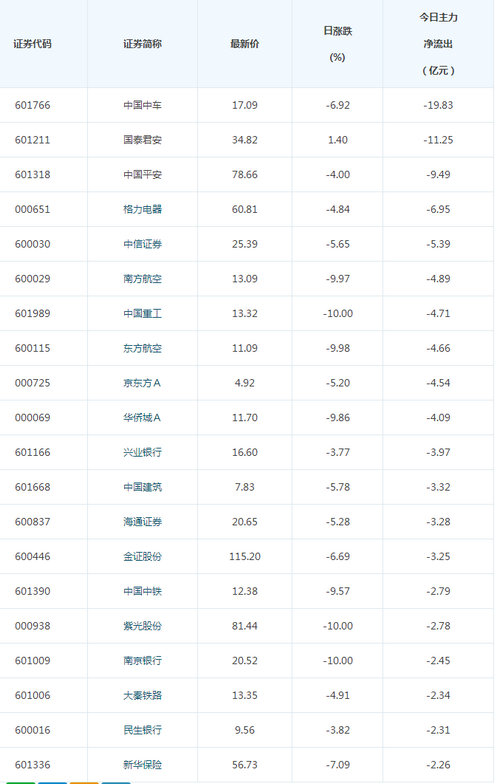 证券代码 证券简称 最新价 日涨跌(%) 今日主力净流出(亿元)
601766 中国中车 17.09 -6.92 -19.83
601211 国泰君安 34.82 1.40 -11.25
601318 中国平安 78.66 -4.00 -9.49
000651 格力电器 60.81 -4.84 -6.95
600030 中信证券 25.39 -5.65 -5.39
600029 南方航空 13.09 -9.97 -4.89
601989 中国重工 13.32 -10.00 -4.71
600115 东方航空 11.09 -9.98 -4.66
000725 京东方A 4.92 -5.20 -4.54
000069 华侨城A 11.70 -9.86 -4.09
601166 兴业银行 16.60 -3.77 -3.97
601668 中国建筑 7.83 -5.78 -3.32
600837 海通证券 20.65 -5.28 -3.28
600446 金证股份 115.20 -6.69 -3.25
601390 中国中铁 12.38 -9.57 -2.79
000938 紫光股份 81.44 -10.00 -2.78
601009 南京银行 20.52 -10.00 -2.45
601006 大秦铁路 13.35 -4.91 -2.34
600016 民生银行 9.56 -3.82 -2.31
601336 新华保险 56.73 -7.09 -2.26